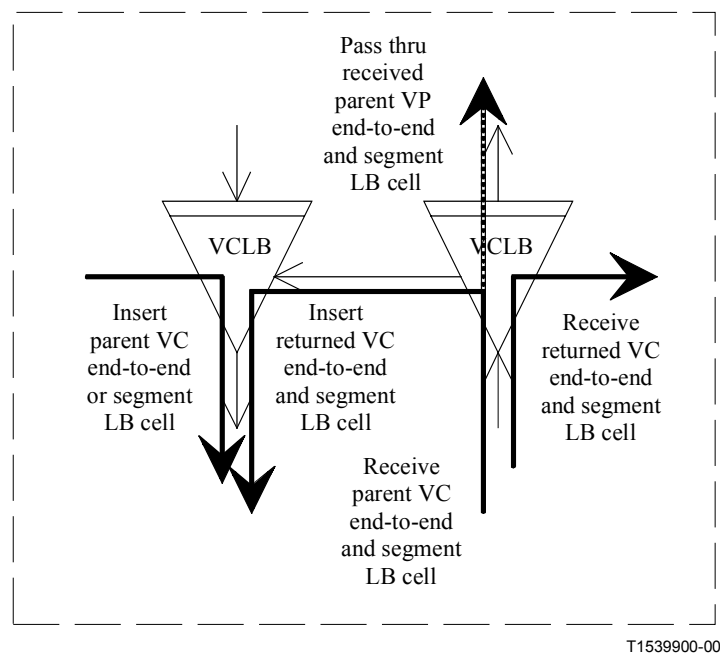 Pass thru
received
parent VP
end-to-end
and segment
LB cell
VCLB
VCLB
Insert
parent VC
end-to-end
or segment
LB cell
Insert
returned VC
end-to-end
and segment
LB cell
Receive
returned VC
end-to-end
and segment
LB cell
Receive
parent VC
end-to-end
and segment
LB cell
T1539900-00